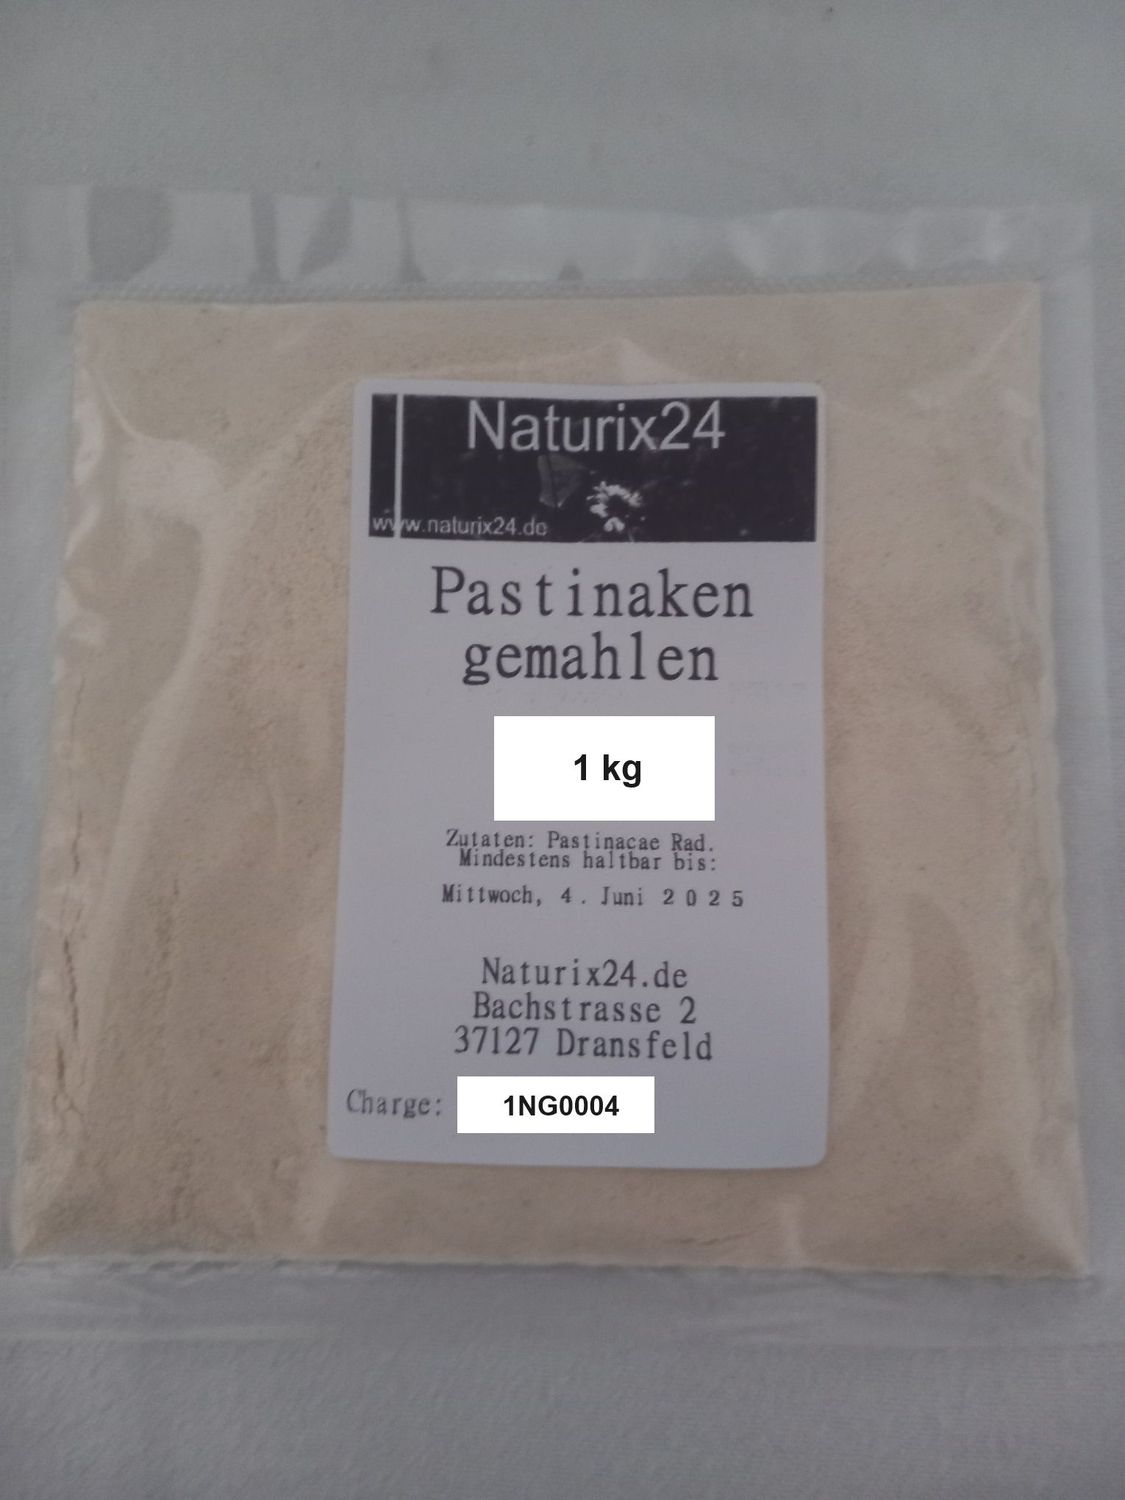 Naturix24
www.naturix24.de
Pastinaken
gemahlen
1 kg
Zutaten: Pastinacae Rad.
Mindestens haltbar bis:
Mittwoch, 4. Juni 2025
Naturix24.de
Bachstrasse 2
37127 Dransfeld
Charge: 1NG0004